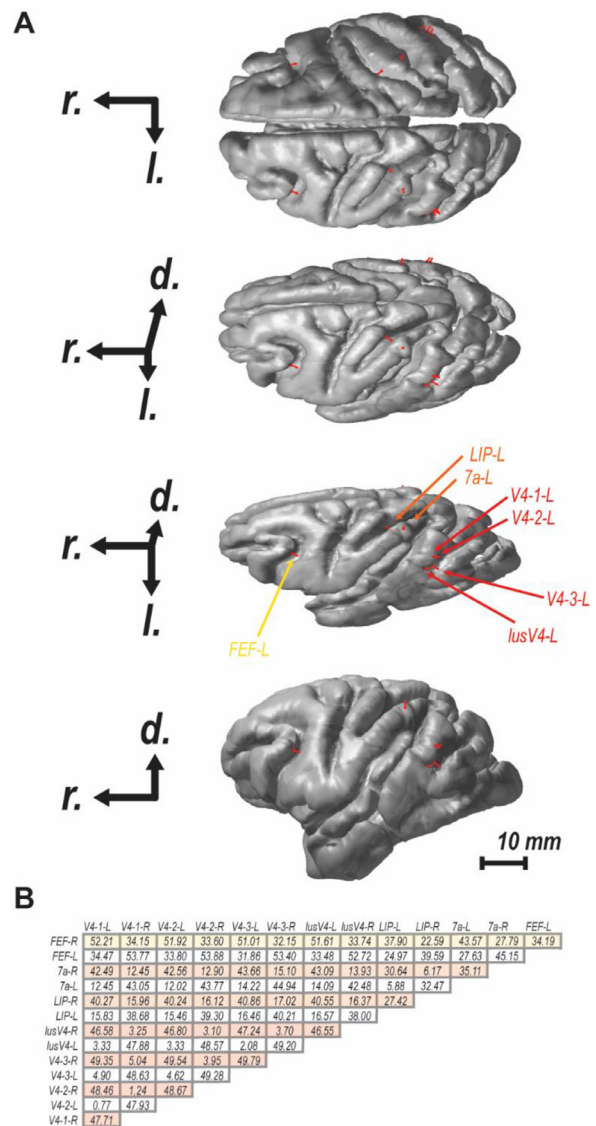 A
r.
l.
d.
r.
l.
LIP-L
7a-L
V4-1-L
V4-2-L
d.
r.
l.
V4-3-L
lusV4-L
FEF-L
d.
r.
10 mm
B
V4-1-L V4-1-R V4-2-L V4-2-R V4-3-L V4-3-R lusV4-L lusV4-R LIP-L LIP-R 7a-L 7a-R FEF-L
FEF-R 52.21 34.15 51.92 33.60 51.01 32.15 51.61 33.74 37.90 22.59 43.57 27.79 34.19
FEF-L 34.47 53.77 33.80 53.88 31.86 53.40 33.48 52.72 24.97 39.59 27.63 45.15
7a-R 42.49 12.45 42.56 12.90 43.66 15.10 43.09 13.93 30.64 6.17 35.11
7a-L 12.45 43.05 12.02 43.77 14.22 44.94 14.09 42.48 5.88 32.47
LIP-R 40.27 15.96 40.24 16.12 40.86 17.02 40.55 16.37 27.42
LIP-L 15.83 38.68 15.46 39.30 16.46 40.21 16.57 38.00
lusV4-R 46.58 3.25 46.80 3.10 47.24 3.70 46.55
lusV4-L 3.33 47.88 3.33 48.57 2.08 49.20
V4-3-R 49.35 5.04 49.54 3.95 49.79
V4-3-L 4.90 48.63 4.62 49.28
V4-2-R 48.46 1.24 48.67
V4-2-L 0.77 47.93
V4-1-R 47.71